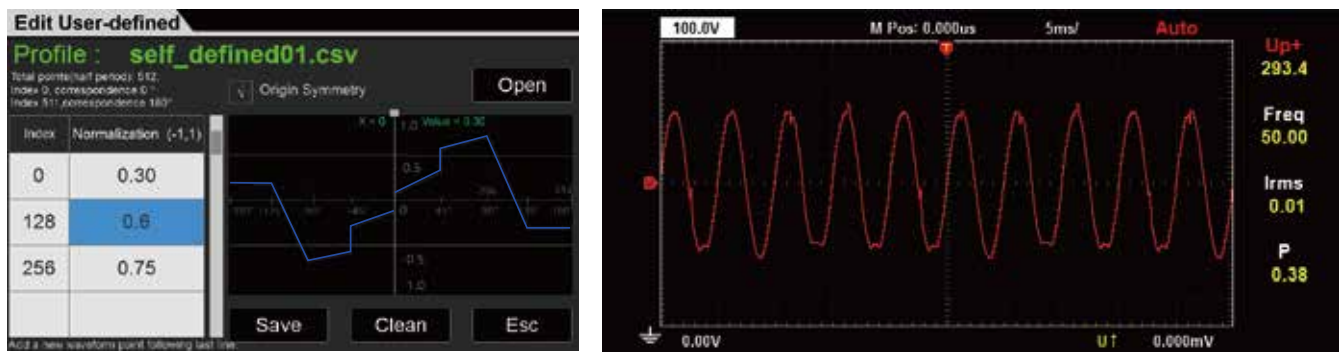 Edit User-defined
Profile : self_defined01.csv
Total points(half period): 512.
Index 0, correspondence 0 °
Index 511,correspondence 180°
√ Origin Symmetry
Open
Index Normalization (-1,1)
X = 0 1.0 Value = 0.30
0 0.30
0.5
128 0.6
0
256 0.75
-0.5
1.0
Save Clean Esc
Add a new waveform point following last line.
100.0V M Pos: 0.000us 5ms/ Auto
T
Up+
293.4
Freq
50.00
Irms
0.01
P
0.38
0.00V U↑ 0.000mV